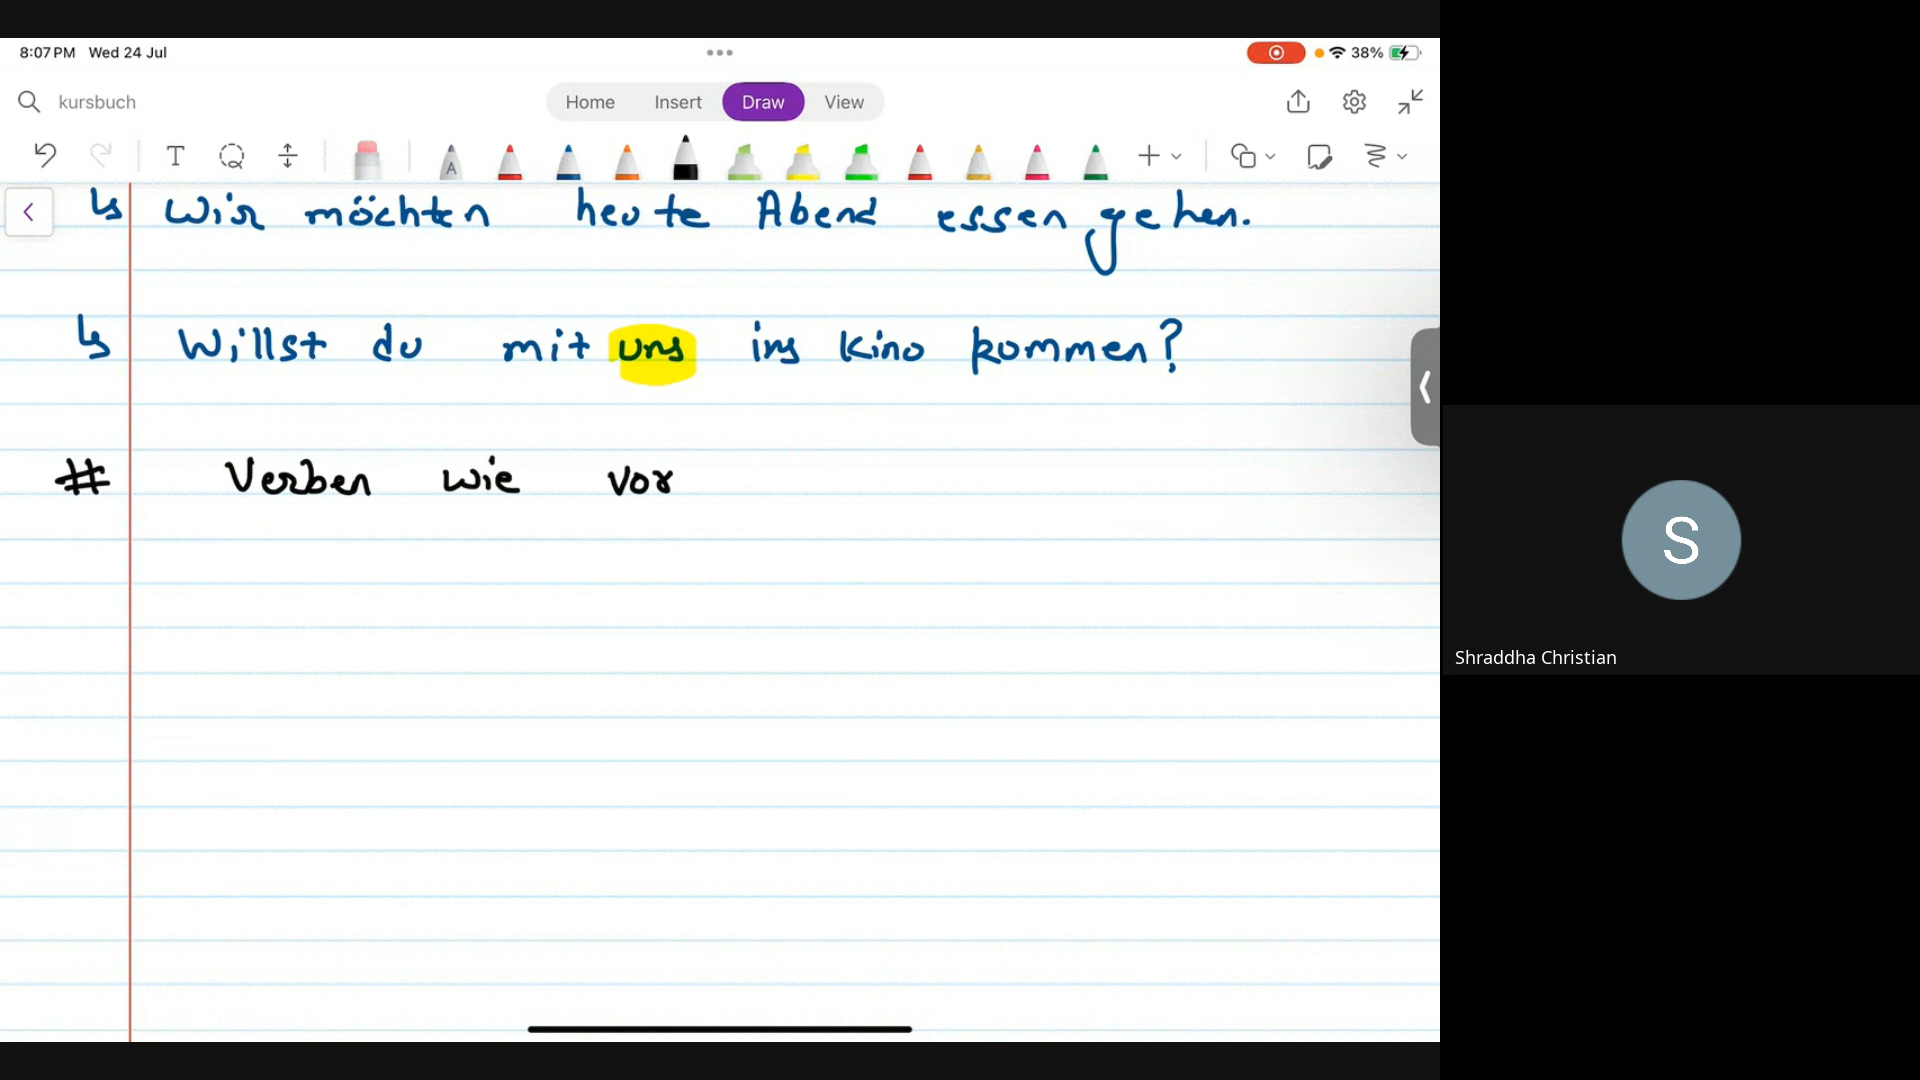 8:07 PM Wed 24 Jul
38%
kursbuch
Home Insert Draw View
T
A
↳ Wir möchten heute Abend essen gehen.
↳ Willst du mit uns ins Kino kommen?
# Verben wie vor
S
Shraddha Christian